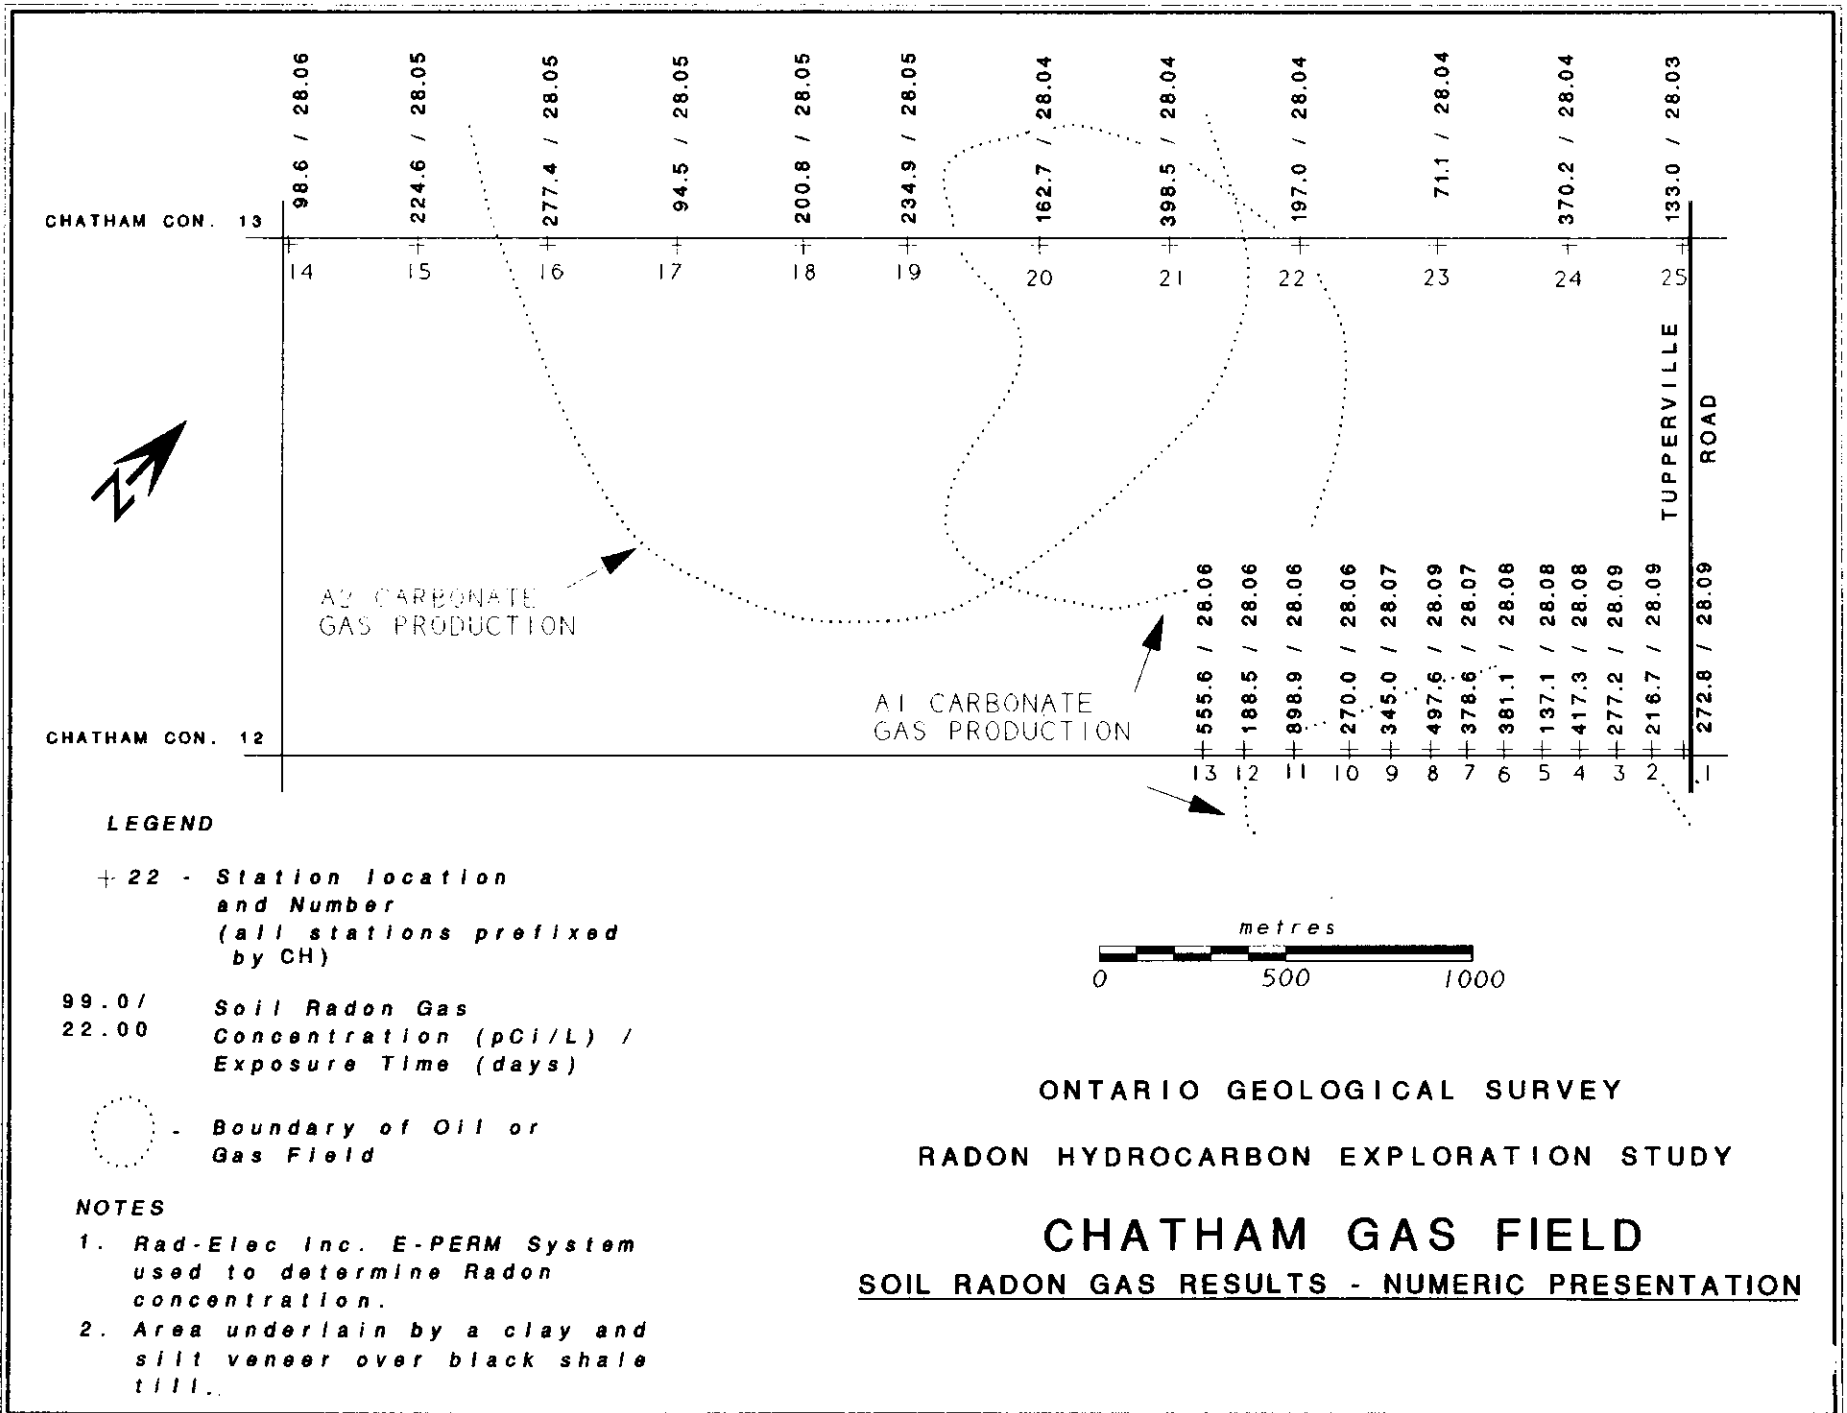 98.6 / 28.06
224.6 / 28.05
277.4 / 28.05
94.5 / 28.05
200.8 / 28.05
234.9 / 28.05
162.7 / 28.04
398.5 / 28.04
197.0 / 28.04
71.1 / 28.04
370.2 / 28.04
133.0 / 28.03
CHATHAM CON. 13
14 15 16 17 18 19 20 21 22 23 24 25
TUPPERVILLE
ROAD
N
A2 CARBONATE
GAS PRODUCTION
A1 CARBONATE
GAS PRODUCTION
555.6 / 28.06
188.5 / 28.06
898.9 / 28.06
270.0 / 28.06
345.0 / 28.07
497.6 / 28.09
378.6 / 28.07
381.1 / 28.08
137.1 / 28.08
417.3 / 28.08
277.2 / 28.09
216.7 / 28.09
272.8 / 28.09
CHATHAM CON. 12
13 12 11 10 9 8 7 6 5 4 3 2 1
LEGEND
+ 22 - Station location
and Number
(all stations prefixed
by CH)
99.0/ Soil Radon Gas
22.00 Concentration (pCi/L) /
Exposure Time (days)
- Boundary of Oil or
Gas Field
NOTES
1. Rad-Elec Inc. E-PERM System
used to determine Radon
concentration.
2. Area underlain by a clay and
silt veneer over black shale
till.
metres
0 500 1000
ONTARIO GEOLOGICAL SURVEY
RADON HYDROCARBON EXPLORATION STUDY
CHATHAM GAS FIELD
SOIL RADON GAS RESULTS - NUMERIC PRESENTATION